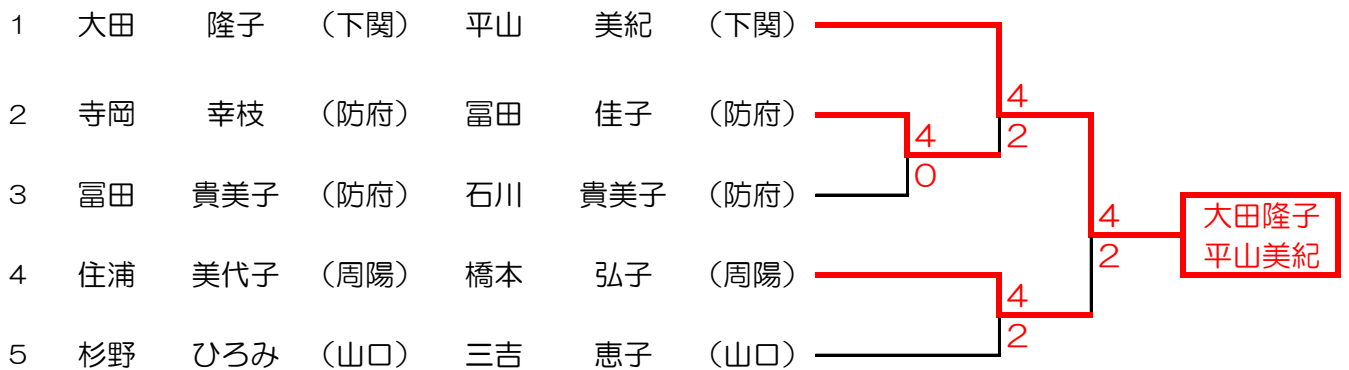 1 大田 隆子 （下関） 平山 美紀 （下関）
4
2 寺岡 幸枝 （防府） 冨田 佳子 （防府）
4
2
0
3 冨田 貴美子 （防府） 石川 貴美子 （防府）
4
2
大田隆子
平山美紀
4 住浦 美代子 （周陽） 橋本 弘子 （周陽）
4
2
5 杉野 ひろみ （山口） 三吉 恵子 （山口）